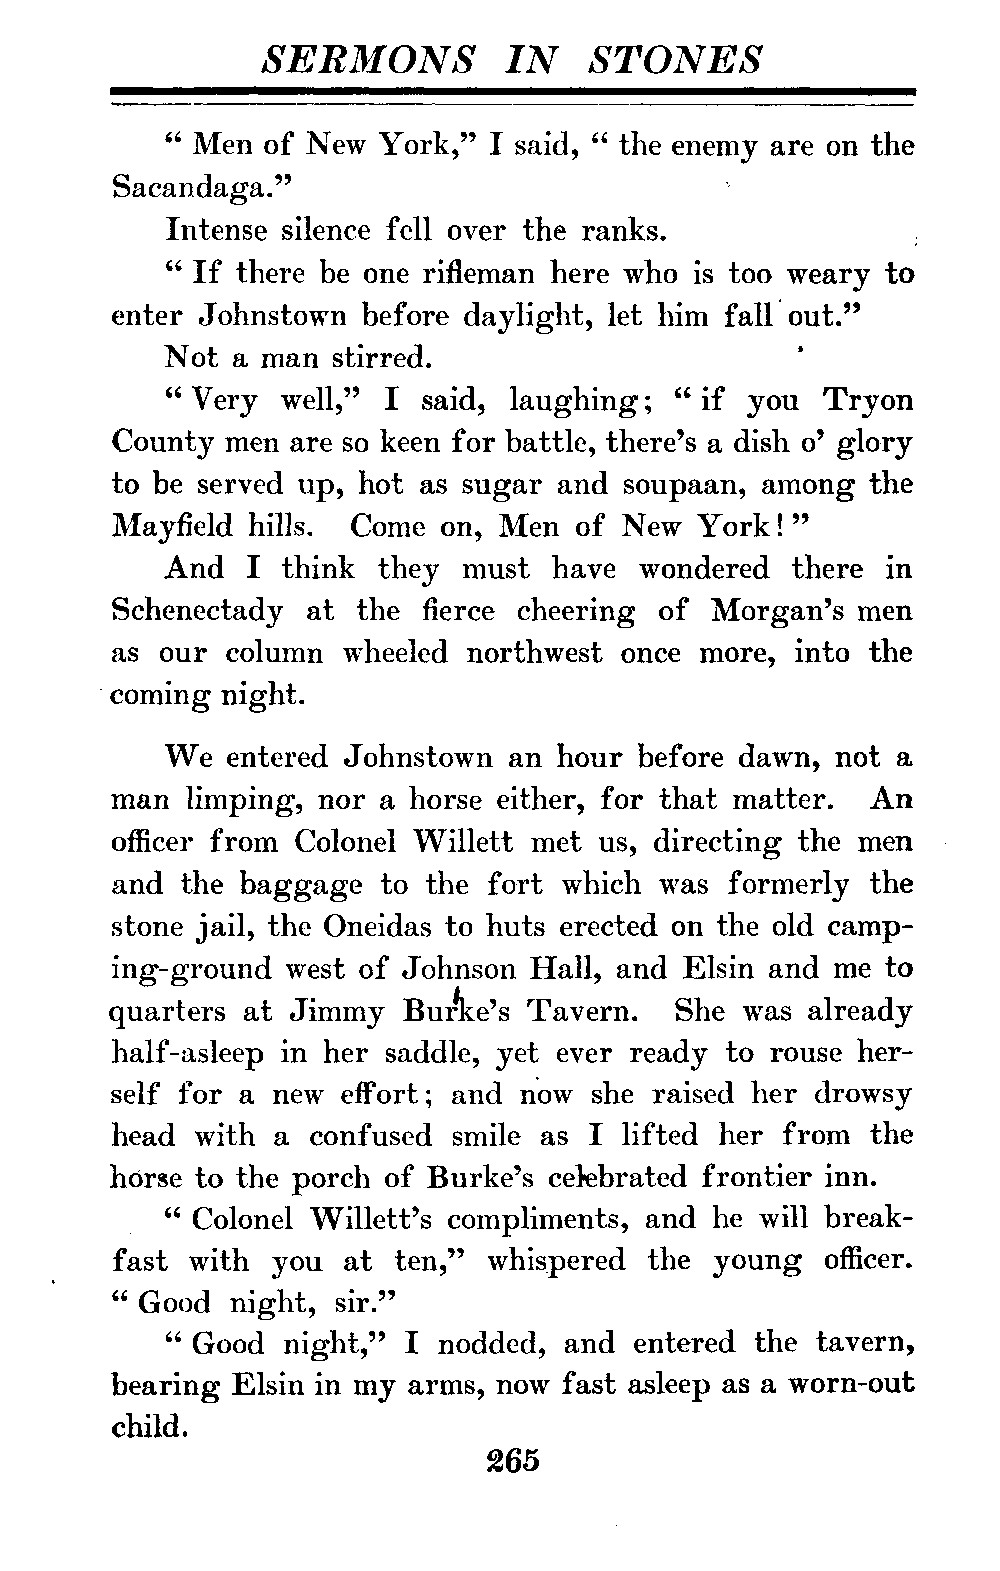 SERMONS IN STONES
“ Men of New York,” I said, “ the enemy are on the
Sacandaga.”
Intense silence fell over the ranks.
“ If there be one rifleman here who is too weary to
enter Johnstown before daylight, let him fall out.”
Not a man stirred.
“ Very well,” I said, laughing; “ if you Tryon
County men are so keen for battle, there’s a dish o’ glory
to be served up, hot as sugar and soupaan, among the
Mayfield hills. Come on, Men of New York! ”
And I think they must have wondered there in
Schenectady at the fierce cheering of Morgan’s men
as our column wheeled northwest once more, into the
coming night.
We entered Johnstown an hour before dawn, not a
man limping, nor a horse either, for that matter. An
officer from Colonel Willett met us, directing the men
and the baggage to the fort which was formerly the
stone jail, the Oneidas to huts erected on the old camp-
ing-ground west of Johnson Hall, and Elsin and me to
quarters at Jimmy Burke’s Tavern. She was already
half-asleep in her saddle, yet ever ready to rouse her-
self for a new effort; and now she raised her drowsy
head with a confused smile as I lifted her from the
horse to the porch of Burke’s celebrated frontier inn.
“ Colonel Willett’s compliments, and he will break-
fast with you at ten,” whispered the young officer.
“ Good night, sir.”
“ Good night,” I nodded, and entered the tavern,
bearing Elsin in my arms, now fast asleep as a worn-out
child.
265